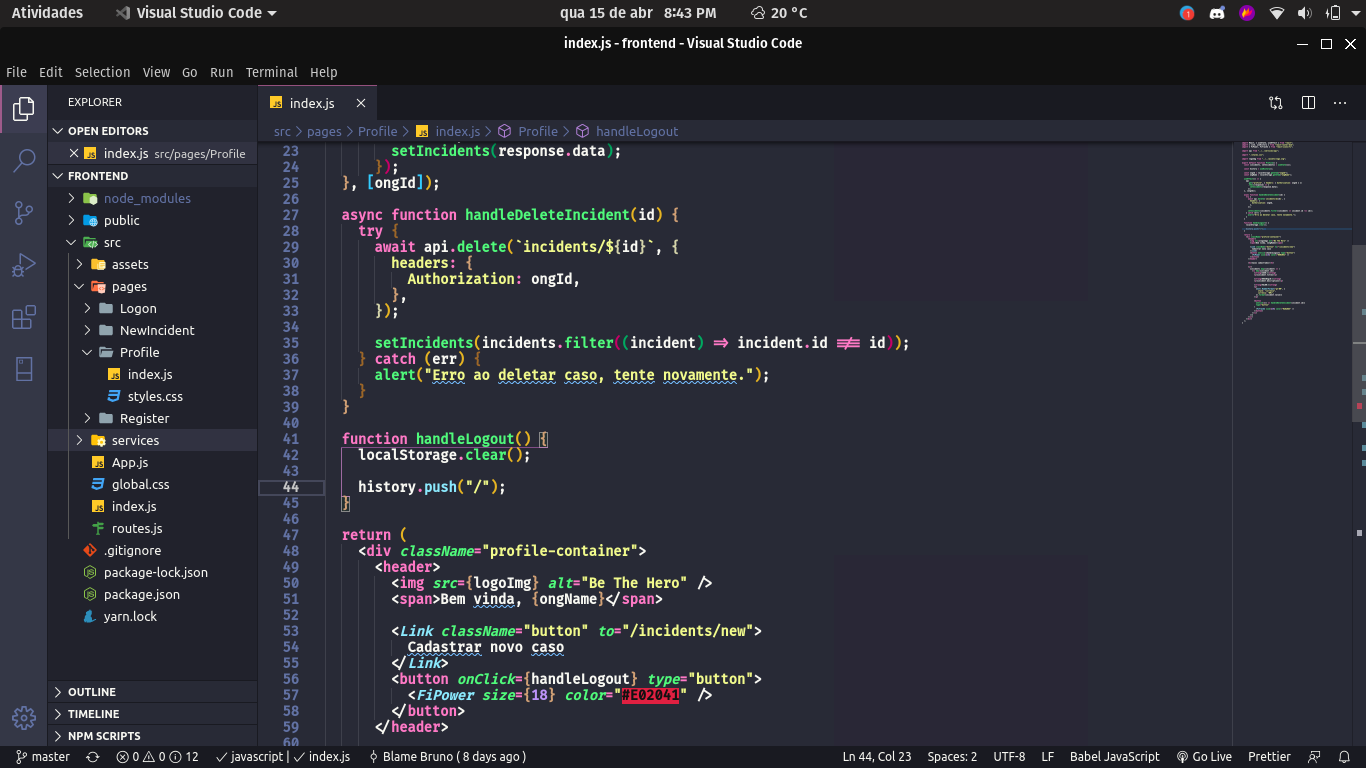 Atividades Visual Studio Code qua 15 de abr 8:43 PM 20 °C 1
index.js - frontend - Visual Studio Code
File Edit Selection View Go Run Terminal Help
EXPLORER
OPEN EDITORS
JS index.js src/pages/Profile
FRONTEND
node_modules
public
src
assets
pages
Logon
NewIncident
Profile
JS index.js
styles.css
Register
services
JS App.js
global.css
JS index.js
routes.js
.gitignore
package-lock.json
package.json
yarn.lock
OUTLINE
TIMELINE
NPM SCRIPTS
JS index.js
src > pages > Profile > JS index.js > Profile > handleLogout
23 setIncidents(response.data);
24 });
25 }, [ongId]);
26
27 async function handleDeleteIncident(id) {
28 try {
29 await api.delete(`incidents/${id}`, {
30 headers: {
31 Authorization: ongId,
32 },
33 });
34
35 setIncidents(incidents.filter((incident) => incident.id !== id));
36 } catch (err) {
37 alert("Erro ao deletar caso, tente novamente.");
38 }
39 }
40
41 function handleLogout() {
42 localStorage.clear();
43
44 history.push("/");
45 }
46
47 return (
48 <div className="profile-container">
49 <header>
50 <img src={logoImg} alt="Be The Hero" />
51 <span>Bem vinda, {ongName}</span>
52
53 <Link className="button" to="/incidents/new">
54 Cadastrar novo caso
55 </Link>
56 <button onClick={handleLogout} type="button">
57 <FiPower size={18} color="#E02041" />
58 </button>
59 </header>
60
master 0 0 12 javascript | index.js Blame Bruno ( 8 days ago ) Ln 44, Col 23 Spaces: 2 UTF-8 LF Babel JavaScript Go Live Prettier